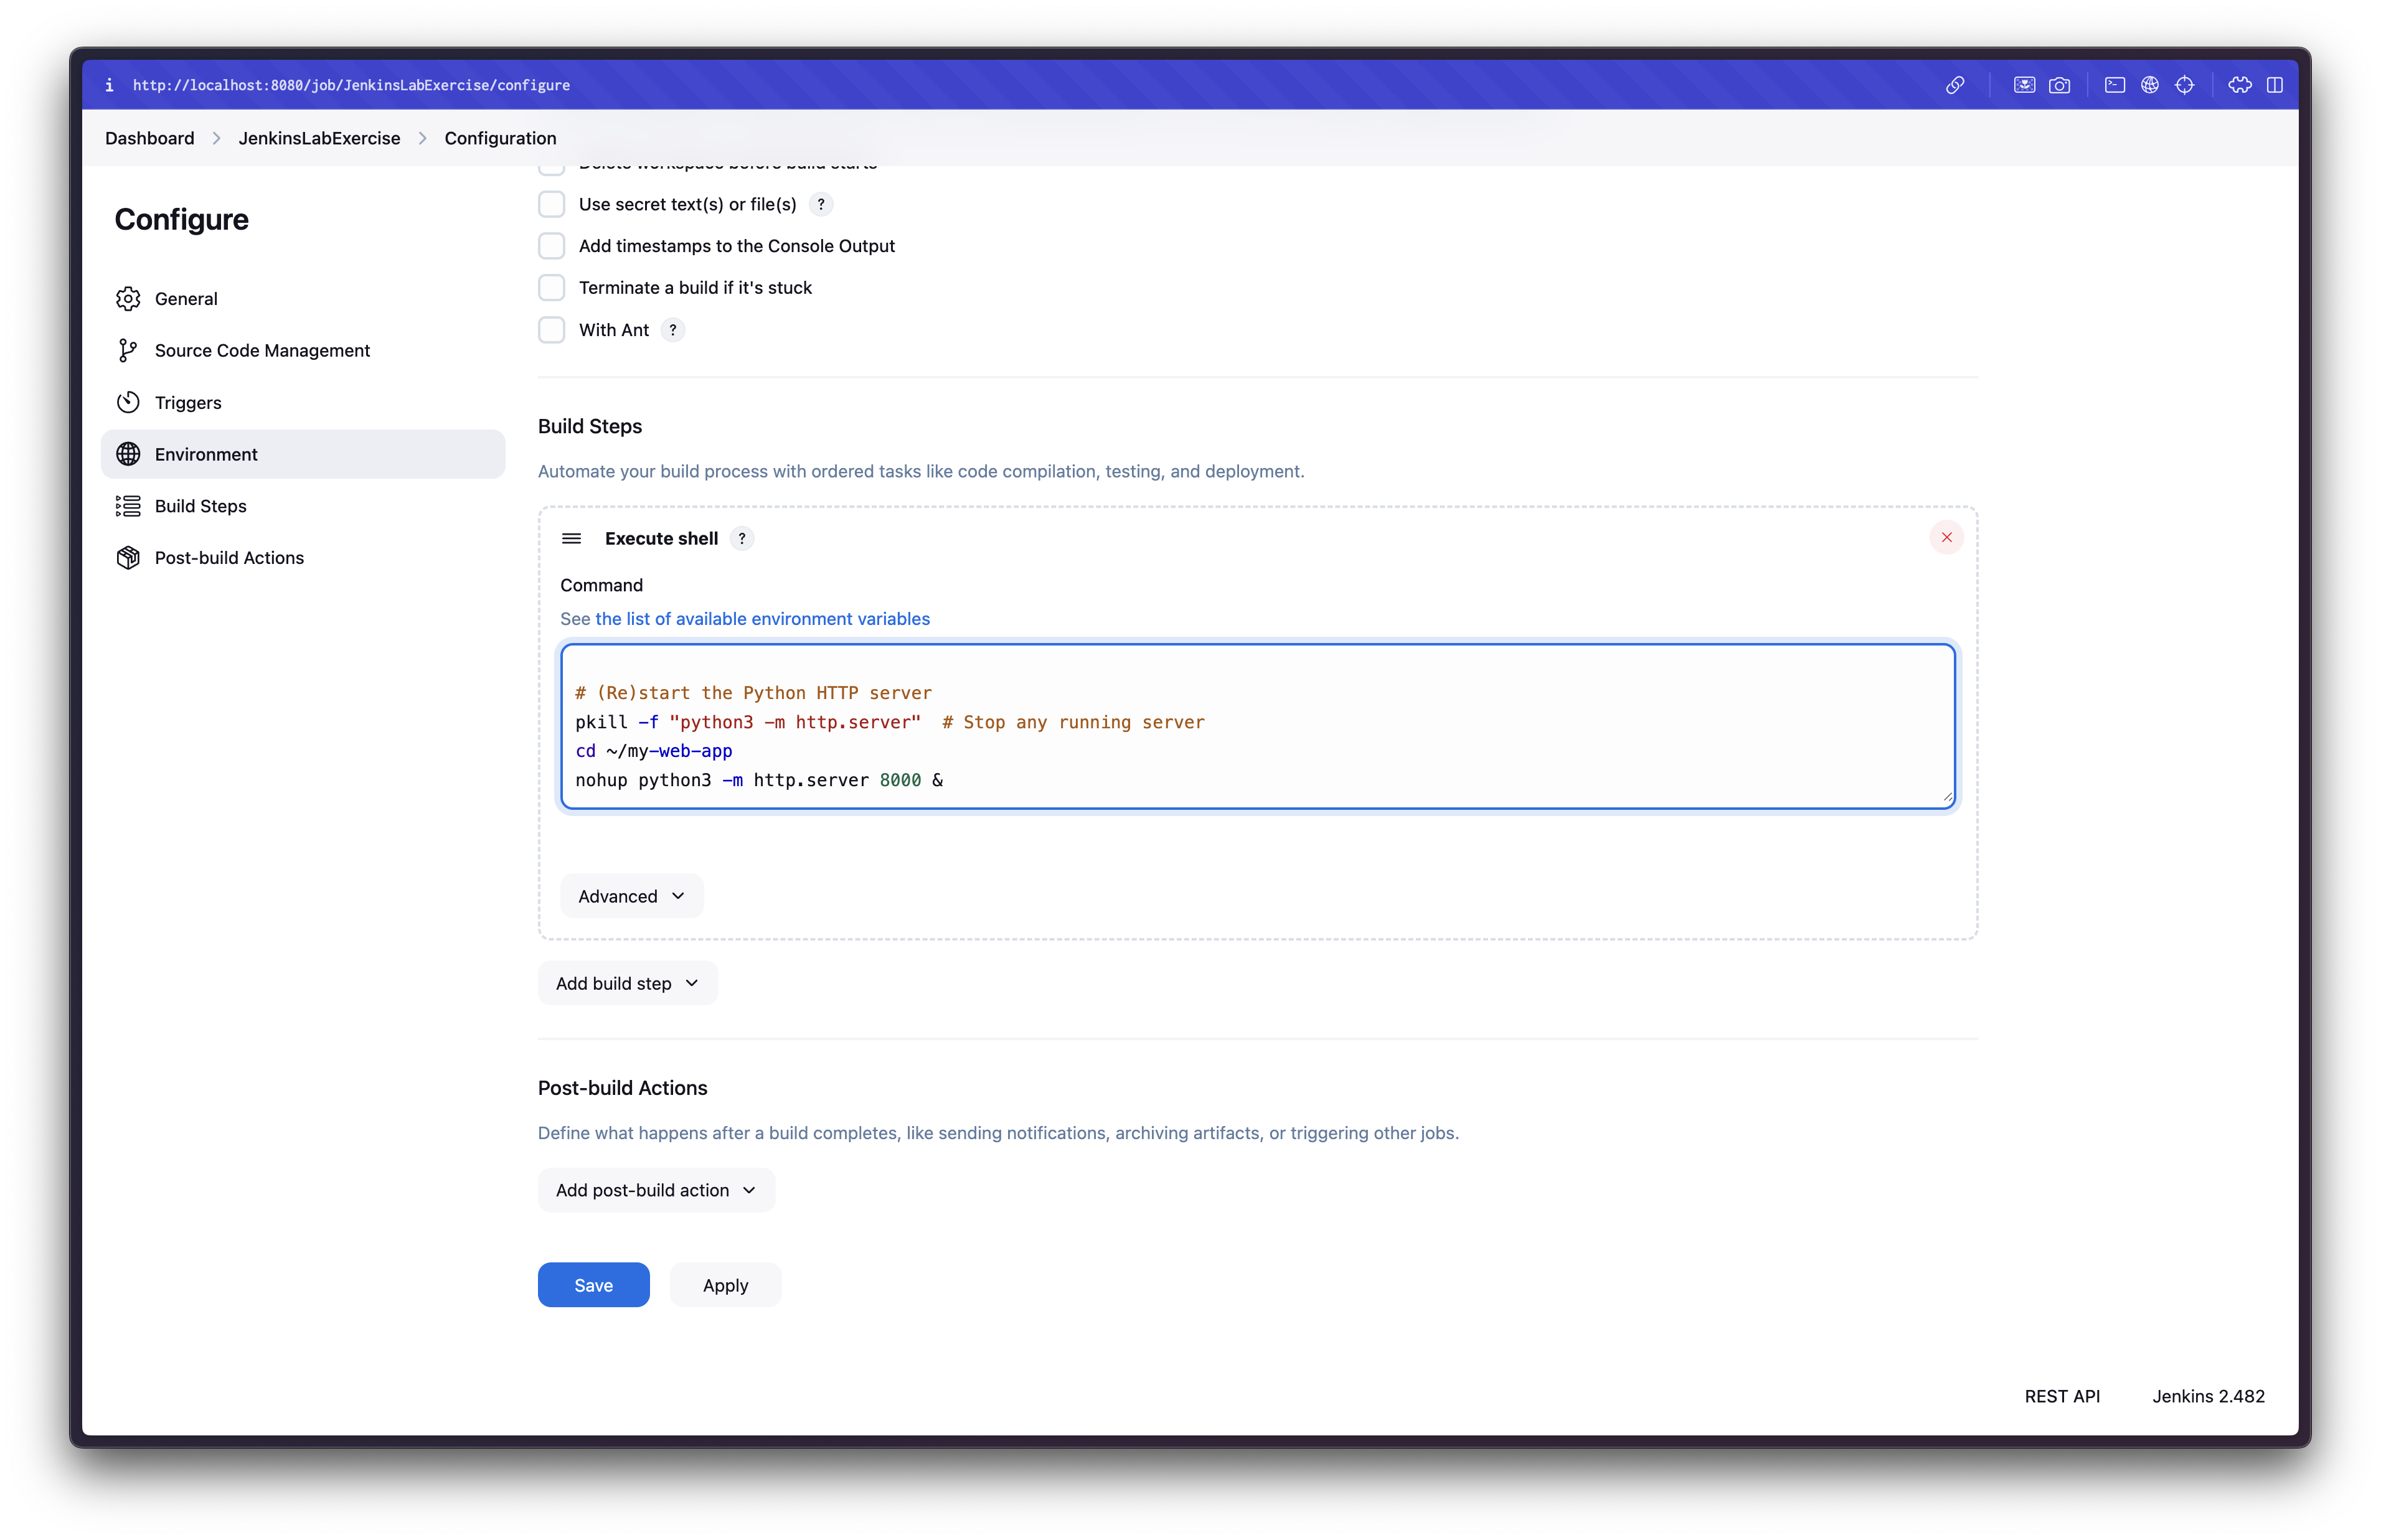 http://localhost:8080/job/JenkinsLabExercise/configure
Dashboard > JenkinsLabExercise > Configuration
Configure
General
Source Code Management
Triggers
Environment
Build Steps
Post-build Actions
Delete workspace before build starts
Use secret text(s) or file(s) ?
Add timestamps to the Console Output
Terminate a build if it's stuck
With Ant ?
Build Steps
Automate your build process with ordered tasks like code compilation, testing, and deployment.
Execute shell ?
Command
See the list of available environment variables
# (Re)start the Python HTTP server
pkill -f "python3 -m http.server"  # Stop any running server
cd ~/my-web-app
nohup python3 -m http.server 8000 &
Advanced
Add build step
Post-build Actions
Define what happens after a build completes, like sending notifications, archiving artifacts, or triggering other jobs.
Add post-build action
Save
Apply
REST API
Jenkins 2.482